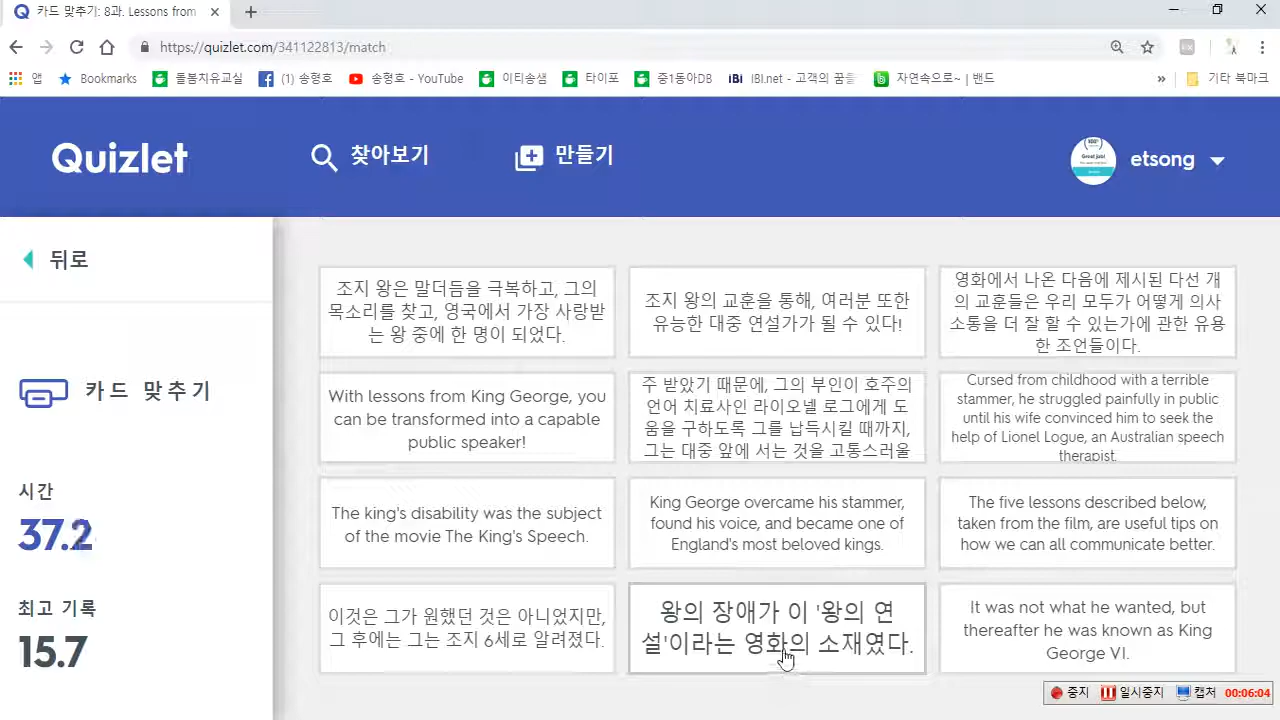 카드 맞추기: 8과. Lessons from
https://quizlet.com/341122813/match
앱 Bookmarks 돌봄치유교실 (1) 송형호 송형호 - YouTube 이티송샘 타이포 중1동아DB IBI.net - 고객의 꿈을 자연속으로~ | 밴드 » 기타 북마크
Quizlet 찾아보기 만들기 etsong
뒤로
카드 맞추기
시간
37.2
최고 기록
15.7
조지 왕은 말더듬을 극복하고, 그의
목소리를 찾고, 영국에서 가장 사랑받
는 왕 중에 한 명이 되었다.
조지 왕의 교훈을 통해, 여러분 또한
유능한 대중 연설가가 될 수 있다!
영화에서 나온 다음에 제시된 다선 개
의 교훈들은 우리 모두가 어떻게 의사
소통을 더 잘 할 수 있는가에 관한 유용
한 조언들이다.
With lessons from King George, you
can be transformed into a capable
public speaker!
주 받았기 때문에, 그의 부인이 호주의
언어 치료사인 라이오넬 로그에게 도
움을 구하도록 그를 납득시킬 때까지,
그는 대중 앞에 서는 것을 고통스러울
Cursed from childhood with a terrible
stammer, he struggled painfully in public
until his wife convinced him to seek the
help of Lionel Logue, an Australian speech
therapist.
The king's disability was the subject
of the movie The King's Speech.
King George overcame his stammer,
found his voice, and became one of
England's most beloved kings.
The five lessons described below,
taken from the film, are useful tips on
how we can all communicate better.
이것은 그가 원했던 것은 아니었지만,
그 후에는 그는 조지 6세로 알려졌다.
왕의 장애가 이 '왕의 연
설'이라는 영화의 소재였다.
It was not what he wanted, but
thereafter he was known as King
George VI.
중지 일시중지 캡처 00:06:04